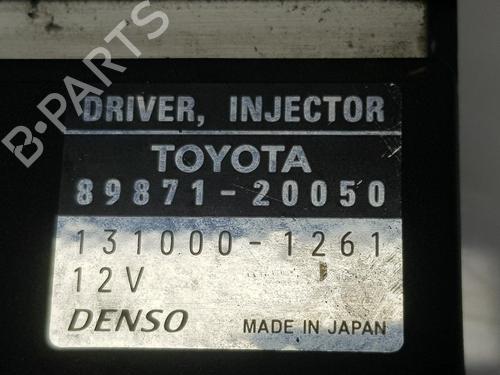 B-PARTS
DRIVER, INJECTOR
TOYOTA
89871-20050
131000-1261
12V
DENSO MADE IN JAPAN